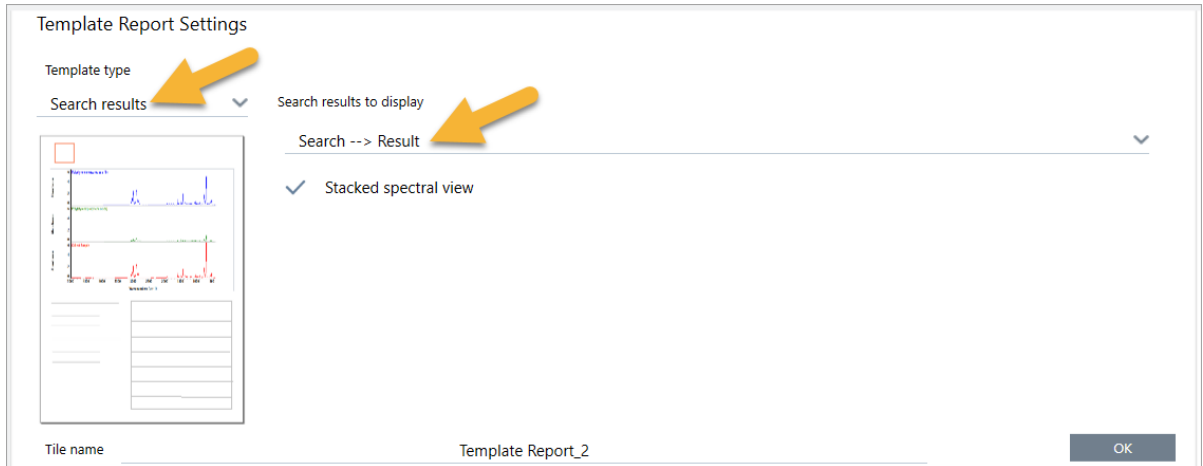 Template Report Settings
Template type
Search results
Search results to display
Search --> Result
Stacked spectral view
Tile name
Template Report_2
OK